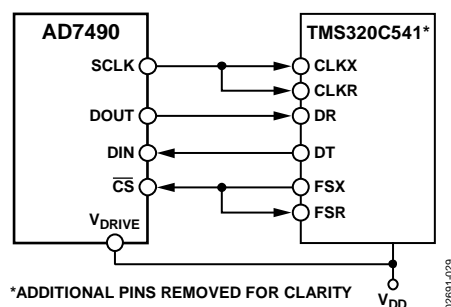 AD7490
TMS320C541*
SCLK
CLKX
CLKR
DOUT
DR
DIN
DT
CS
FSX
FSR
VDRIVE
*ADDITIONAL PINS REMOVED FOR CLARITY
VDD
02691-029